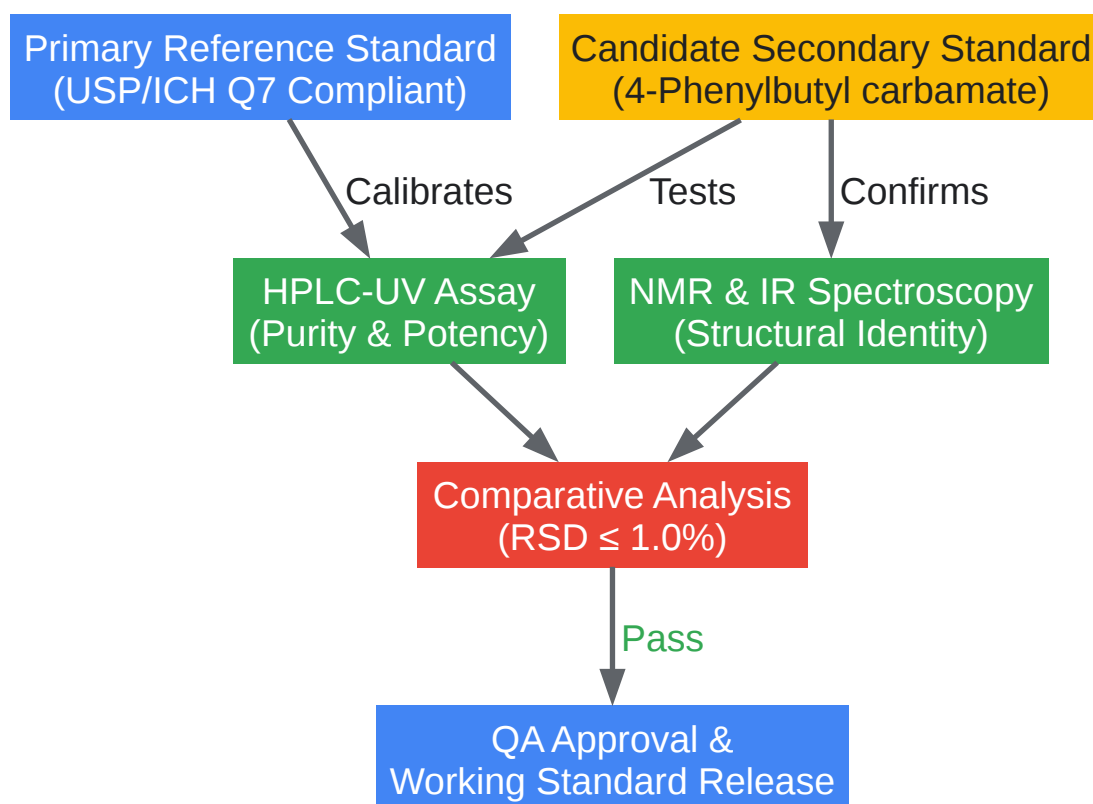 Primary Reference Standard
(USP/ICH Q7 Compliant)
Candidate Secondary Standard
(4-Phenylbutyl carbamate)
Calibrates
Tests
Confirms
HPLC-UV Assay
(Purity & Potency)
NMR & IR Spectroscopy
(Structural Identity)
Comparative Analysis
(RSD ≤ 1.0%)
Pass
QA Approval &
Working Standard Release